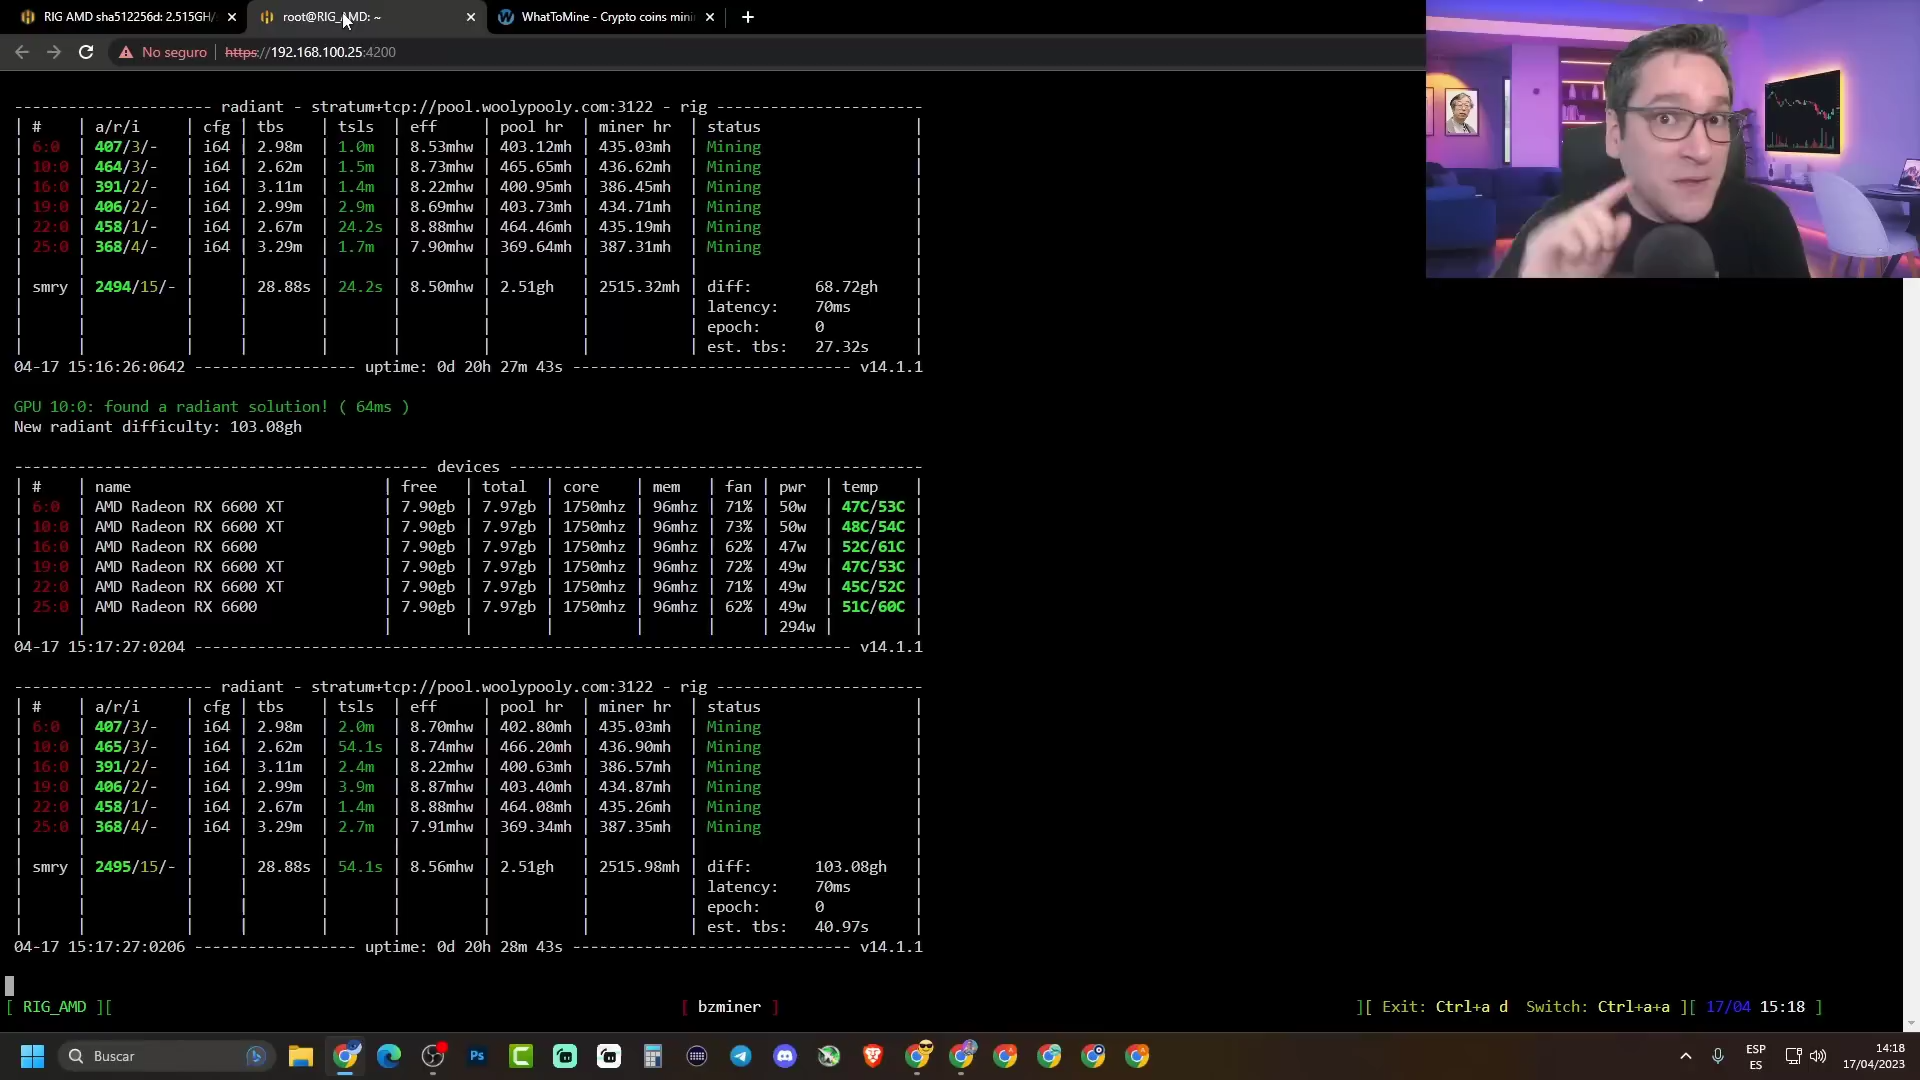 RIG AMD sha512256d: 2.515GH/
root@RIG_AMD: ~
WhatToMine - Crypto coins mini
No seguro | https://192.168.100.25:4200
---------------------- radiant - stratum+tcp://pool.woolypooly.com:3122 - rig -----------------------
| # | a/r/i | cfg | tbs | tsls | eff | pool hr | miner hr | status |
| 6:0 | 407/3/- | i64 | 2.98m | 1.0m | 8.53mhw | 403.12mh | 435.03mh | Mining |
| 10:0 | 464/3/- | i64 | 2.62m | 1.5m | 8.73mhw | 465.65mh | 436.62mh | Mining |
| 16:0 | 391/2/- | i64 | 3.11m | 1.4m | 8.22mhw | 400.95mh | 386.45mh | Mining |
| 19:0 | 406/2/- | i64 | 2.99m | 2.9m | 8.69mhw | 403.73mh | 434.71mh | Mining |
| 22:0 | 458/1/- | i64 | 2.67m | 24.2s | 8.88mhw | 464.46mh | 435.19mh | Mining |
| 25:0 | 368/4/- | i64 | 3.29m | 1.7m | 7.90mhw | 369.64mh | 387.31mh | Mining |
| smry | 2494/15/- | | 28.88s | 24.2s | 8.50mhw | 2.51gh | 2515.32mh | diff: 68.72gh |
| latency: 70ms |
| epoch: 0 |
| est. tbs: 27.32s |
04-17 15:16:26:0642 ------------------ uptime: 0d 20h 27m 43s ------------------------------- v14.1.1
GPU 10:0: found a radiant solution! ( 64ms )
New radiant difficulty: 103.08gh
---------------------------------------------- devices ----------------------------------------------
| # | name | free | total | core | mem | fan | pwr | temp |
| 6:0 | AMD Radeon RX 6600 XT | 7.90gb | 7.97gb | 1750mhz | 96mhz | 71% | 50w | 47C/53C |
| 10:0 | AMD Radeon RX 6600 XT | 7.90gb | 7.97gb | 1750mhz | 96mhz | 73% | 50w | 48C/54C |
| 16:0 | AMD Radeon RX 6600 | 7.90gb | 7.97gb | 1750mhz | 96mhz | 62% | 47w | 52C/61C |
| 19:0 | AMD Radeon RX 6600 XT | 7.90gb | 7.97gb | 1750mhz | 96mhz | 72% | 49w | 47C/53C |
| 22:0 | AMD Radeon RX 6600 XT | 7.90gb | 7.97gb | 1750mhz | 96mhz | 71% | 49w | 45C/52C |
| 25:0 | AMD Radeon RX 6600 | 7.90gb | 7.97gb | 1750mhz | 96mhz | 62% | 49w | 51C/60C |
| 294w |
04-17 15:17:27:0204 ------------------------------------------------------------------------- v14.1.1
---------------------- radiant - stratum+tcp://pool.woolypooly.com:3122 - rig -----------------------
| # | a/r/i | cfg | tbs | tsls | eff | pool hr | miner hr | status |
| 6:0 | 407/3/- | i64 | 2.98m | 2.0m | 8.70mhw | 402.80mh | 435.03mh | Mining |
| 10:0 | 465/3/- | i64 | 2.62m | 54.1s | 8.74mhw | 466.20mh | 436.90mh | Mining |
| 16:0 | 391/2/- | i64 | 3.11m | 2.4m | 8.22mhw | 400.63mh | 386.57mh | Mining |
| 19:0 | 406/2/- | i64 | 2.99m | 3.9m | 8.87mhw | 403.40mh | 434.87mh | Mining |
| 22:0 | 458/1/- | i64 | 2.67m | 1.4m | 8.88mhw | 464.08mh | 435.26mh | Mining |
| 25:0 | 368/4/- | i64 | 3.29m | 2.7m | 7.91mhw | 369.34mh | 387.35mh | Mining |
| smry | 2495/15/- | | 28.88s | 54.1s | 8.56mhw | 2.51gh | 2515.98mh | diff: 103.08gh |
| latency: 70ms |
| epoch: 0 |
| est. tbs: 40.97s |
04-17 15:17:27:0206 ------------------ uptime: 0d 20h 28m 43s ------------------------------- v14.1.1
[ RIG_AMD ][ [ bzminer ] ][ Exit: Ctrl+a d Switch: Ctrl+a+a ][ 17/04 15:18 ]
Buscar
Ps
ESP
ES
14:18
17/04/2023